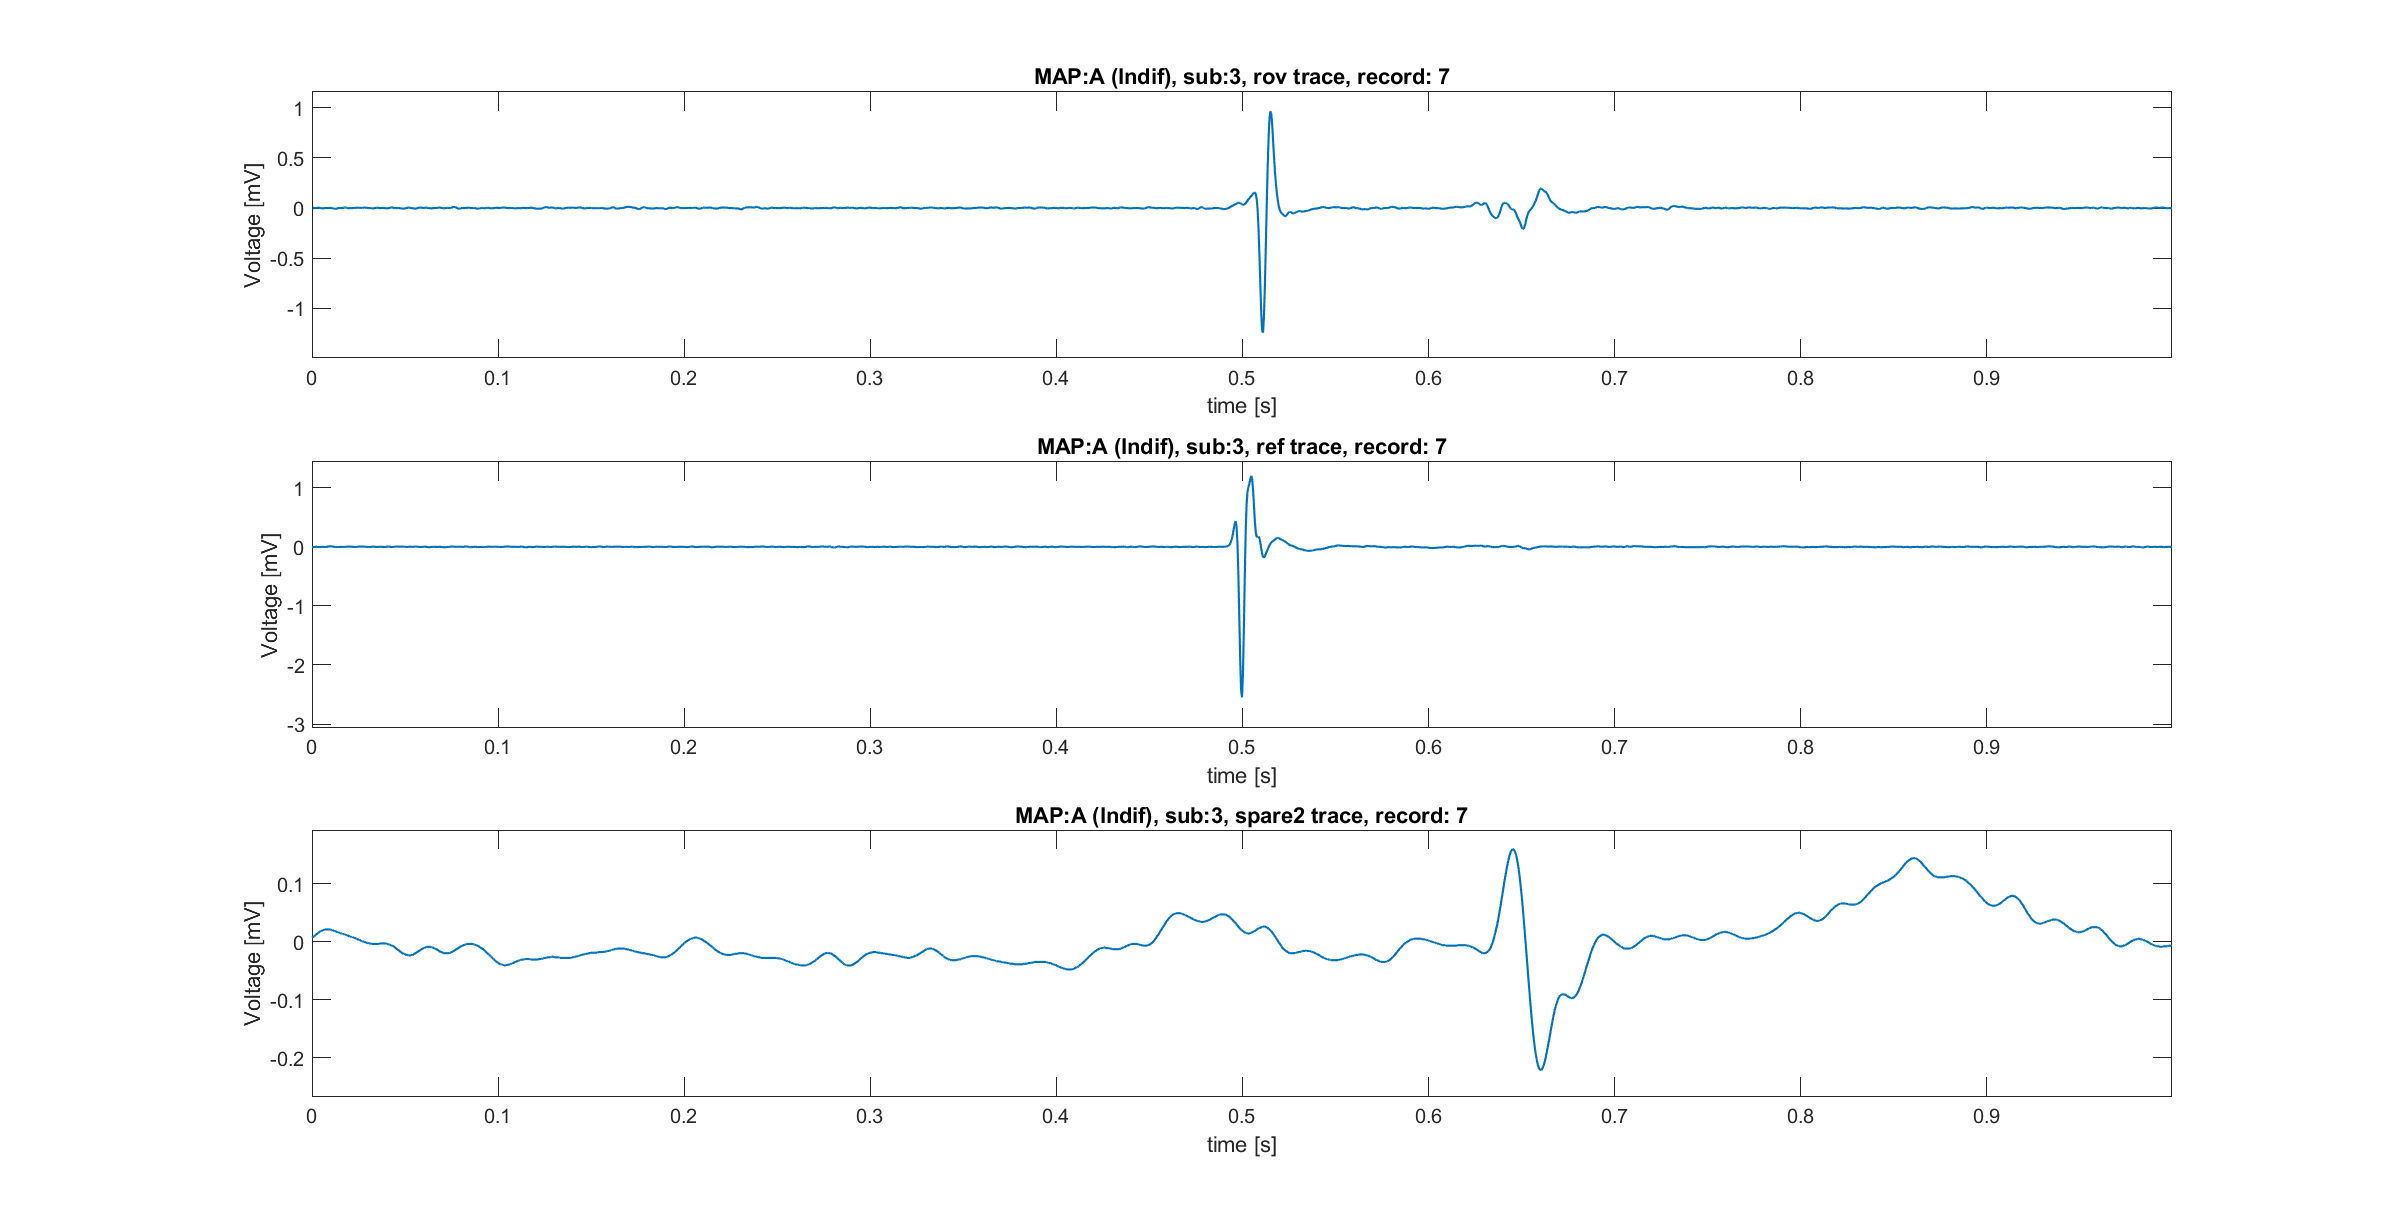 MAP:A (Indif), sub:3, rov trace, record: 7
1
0.5
0
-0.5
-1
Voltage [mV]
0 0.1 0.2 0.3 0.4 0.5 0.6 0.7 0.8 0.9
time [s]
MAP:A (Indif), sub:3, ref trace, record: 7
1
0
-1
-2
-3
Voltage [mV]
0 0.1 0.2 0.3 0.4 0.5 0.6 0.7 0.8 0.9
time [s]
MAP:A (Indif), sub:3, spare2 trace, record: 7
0.1
0
-0.1
-0.2
Voltage [mV]
0 0.1 0.2 0.3 0.4 0.5 0.6 0.7 0.8 0.9
time [s]